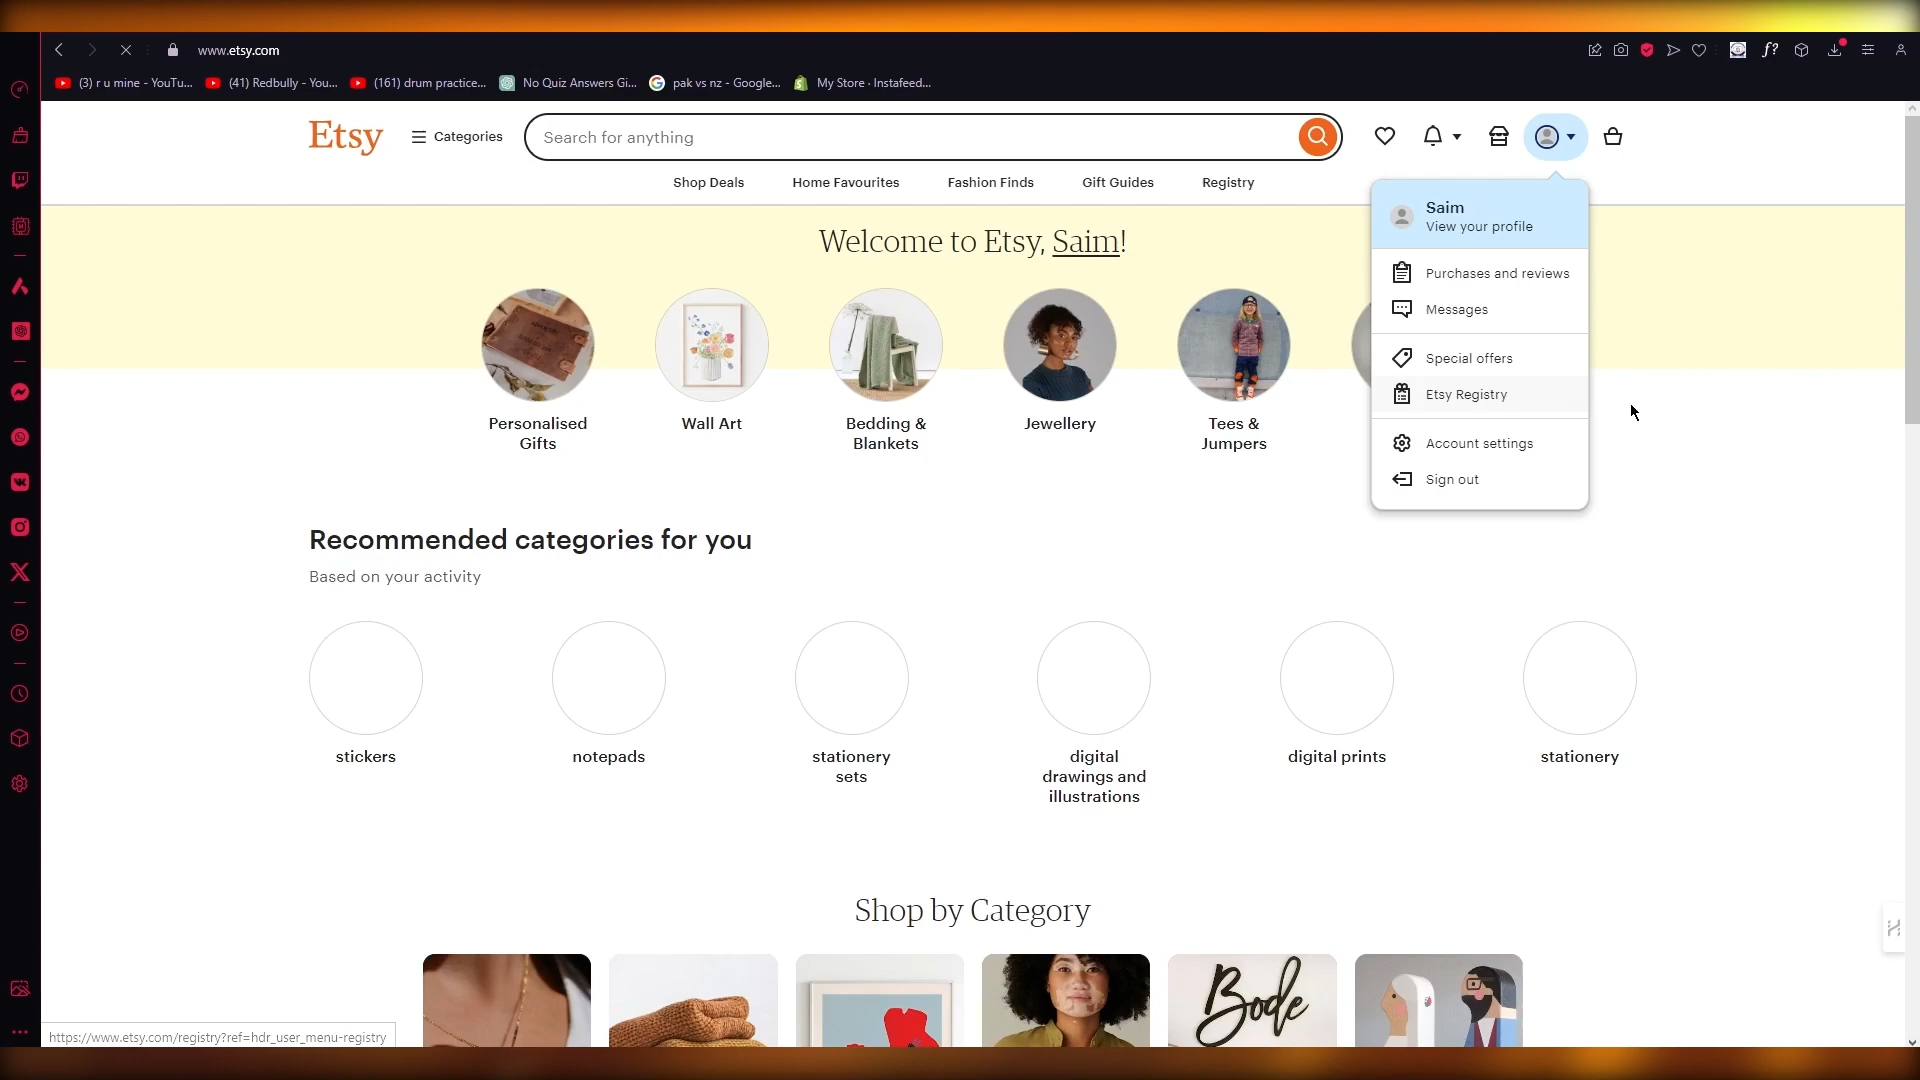 www.etsy.com
(3) r u mine - YouTu...
(41) Redbully - You...
(161) drum practice...
No Quiz Answers Gi...
pak vs nz - Google...
My Store · Instafeed...
Etsy
Categories
Search for anything
Shop Deals
Home Favourites
Fashion Finds
Gift Guides
Registry
Saim
View your profile
Purchases and reviews
Messages
Special offers
Etsy Registry
Account settings
Sign out
Welcome to Etsy, Saim!
Personalised
Gifts
Wall Art
Bedding &
Blankets
Jewellery
Tees &
Jumpers
Recommended categories for you
Based on your activity
stickers
notepads
stationery
sets
digital
drawings and
illustrations
digital prints
stationery
Shop by Category
Bode
https://www.etsy.com/registry?ref=hdr_user_menu-registry